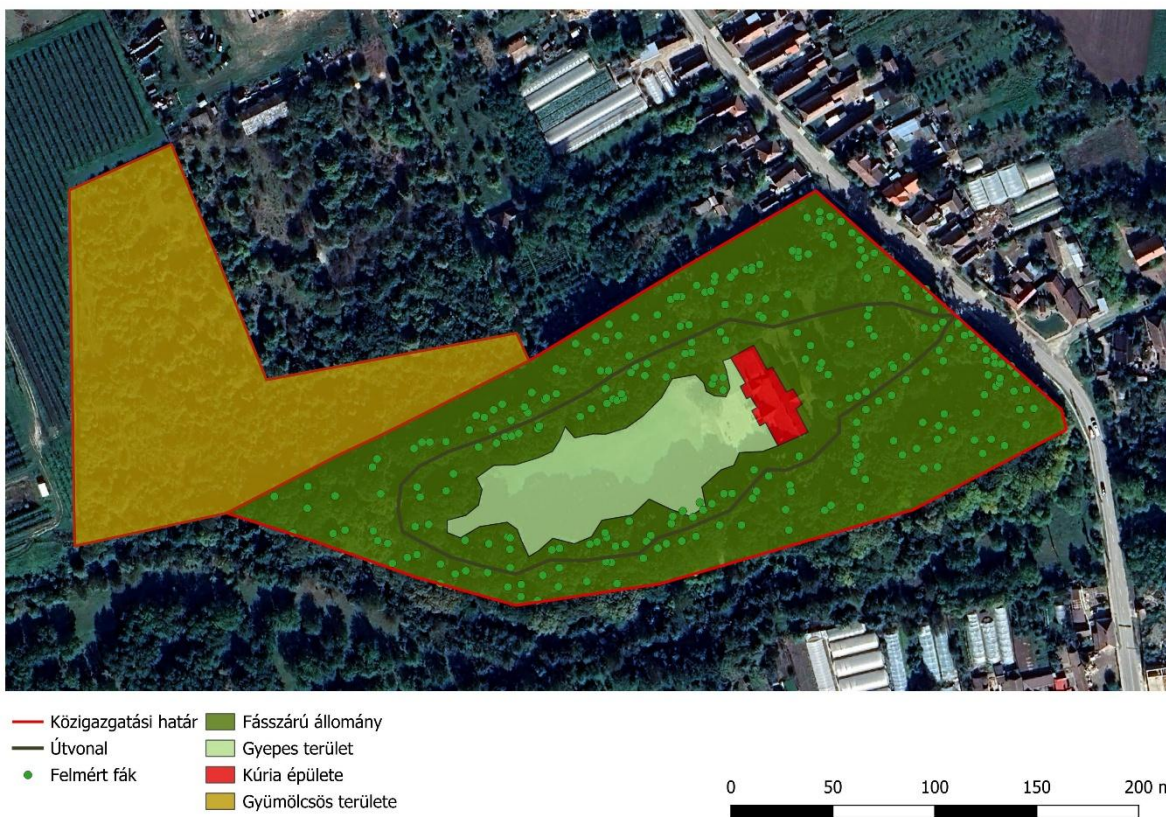 Közigazgatási határ
Útvonal
Felmért fák
Fásszárú állomány
Gyepes terület
Kúria épülete
Gyümölcsös területe
0 50 100 150 200 m